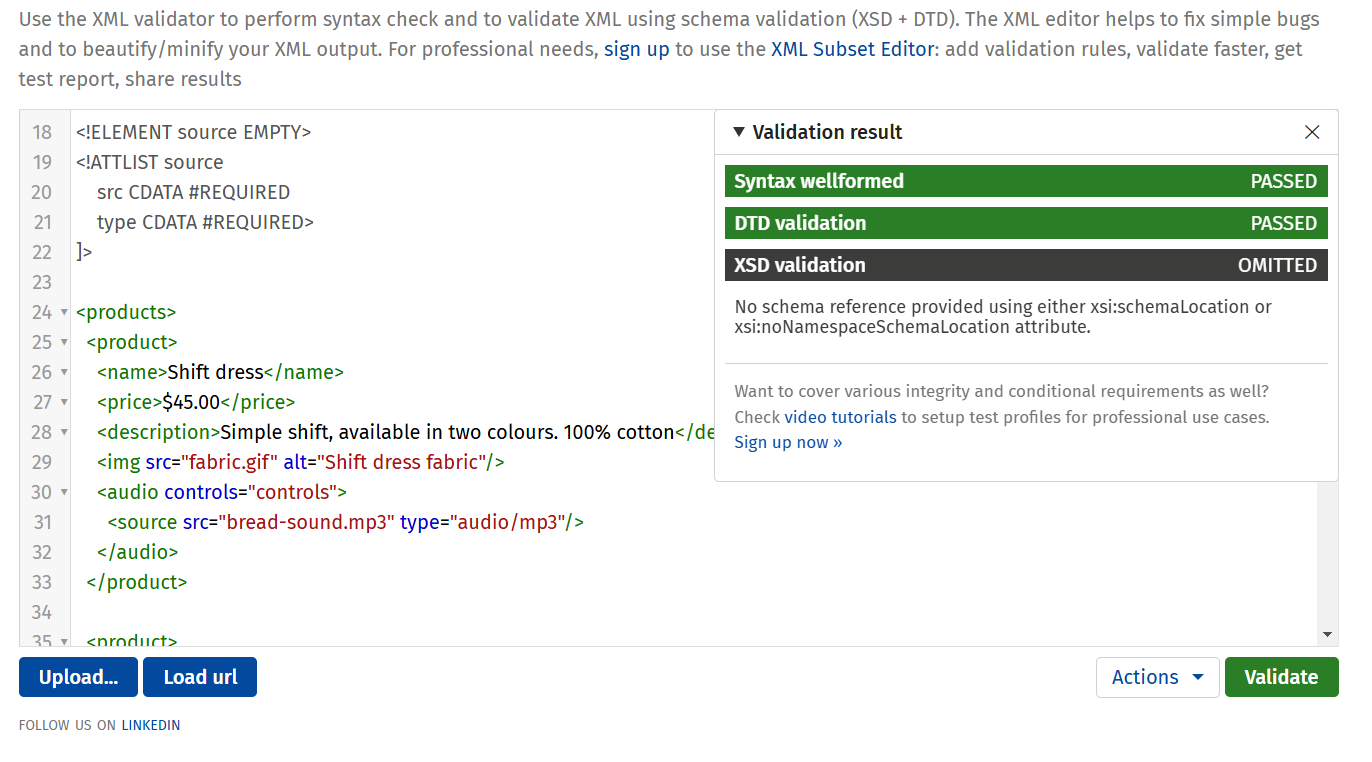 Use the XML validator to perform syntax check and to validate XML using schema validation (XSD + DTD). The XML editor helps to fix simple bugs
and to beautify/minify your XML output. For professional needs, sign up to use the XML Subset Editor: add validation rules, validate faster, get
test report, share results
18 <!ELEMENT source EMPTY>
19 <!ATTLIST source
20 src CDATA #REQUIRED
21 type CDATA #REQUIRED>
22 ]>
23
24 <products>
25 <product>
26 <name>Shift dress</name>
27 <price>$45.00</price>
28 <description>Simple shift, available in two colours. 100% cotton</de
29 <img src="fabric.gif" alt="Shift dress fabric"/>
30 <audio controls="controls">
31 <source src="bread-sound.mp3" type="audio/mp3"/>
32 </audio>
33 </product>
34
35 <product>
Validation result
Syntax wellformed PASSED
DTD validation PASSED
XSD validation OMITTED
No schema reference provided using either xsi:schemaLocation or
xsi:noNamespaceSchemaLocation attribute.
Want to cover various integrity and conditional requirements as well?
Check video tutorials to setup test profiles for professional use cases.
Sign up now »
Upload... Load url Actions Validate
FOLLOW US ON LINKEDIN